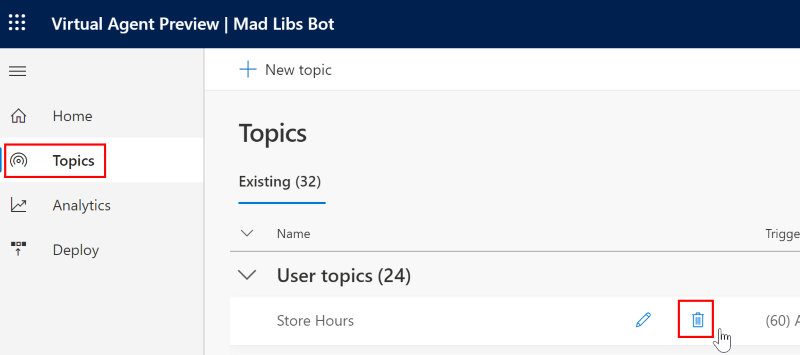 Virtual Agent Preview | Mad Libs Bot
New topic
Home
Topics
Analytics
Deploy
Topics
Existing (32)
Name
Trigge
User topics (24)
Store Hours
(60) A